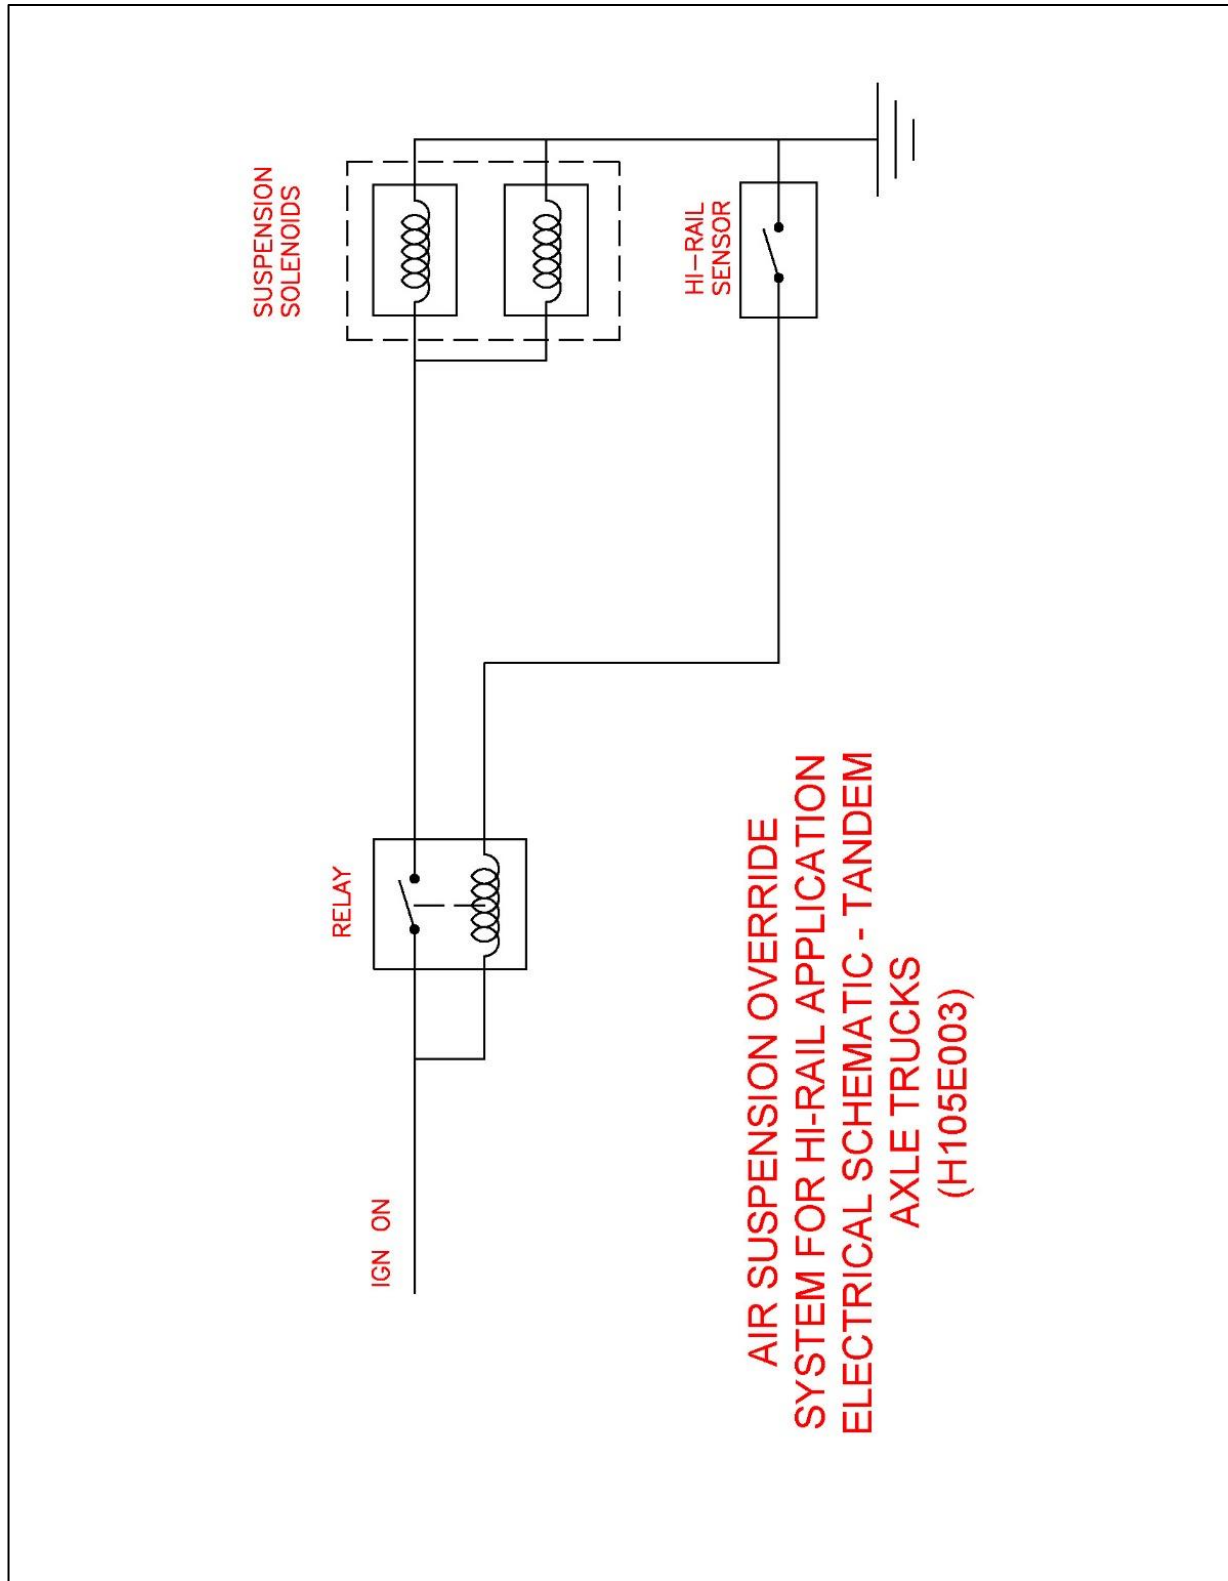 SUSPENSION
SOLENOIDS
HI-RAIL
SENSOR
RELAY
IGN ON
AIR SUSPENSION OVERRIDE
SYSTEM FOR HI-RAIL APPLICATION
ELECTRICAL SCHEMATIC - TANDEM
AXLE TRUCKS
(H105E003)